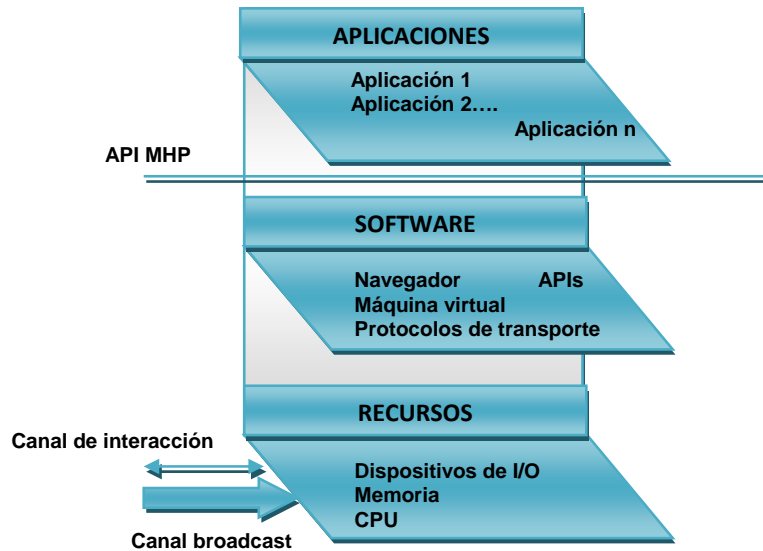 APLICACIONES
Aplicación 1
Aplicación 2....
Aplicación n
API MHP
SOFTWARE
Navegador APIs
Máquina virtual
Protocolos de transporte
RECURSOS
Canal de interacción
Dispositivos de I/O
Memoria
CPU
Canal broadcast